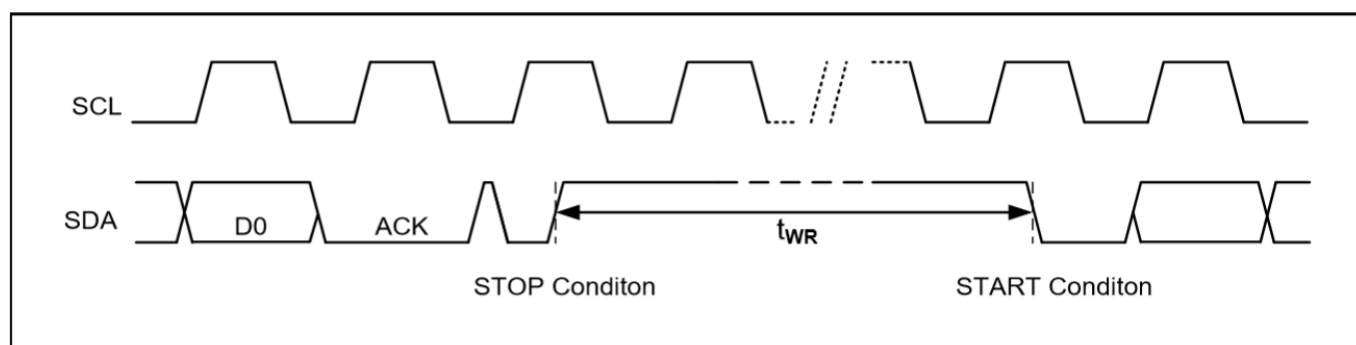 SCL
SDA
D0
ACK
tWR
STOP Conditon
START Conditon